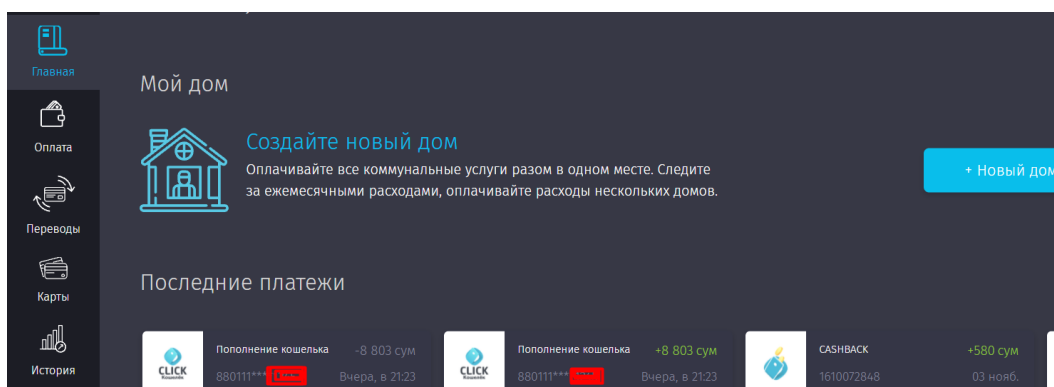 Главная
Оплата
Переводы
Карты
История
Мой дом
Создайте новый дом
Оплачивайте все коммунальные услуги разом в одном месте. Следите
за ежемесячными расходами, оплачивайте расходы нескольких домов.
+ Новый дом
Последние платежи
CLICK
Пополнение кошелька -8 803 сум
880111*** Вчера, в 21:23
CLICK
Пополнение кошелька +8 803 сум
880111*** Вчера, в 21:23
CASHBACK +580 сум
1610072848 03 нояб.